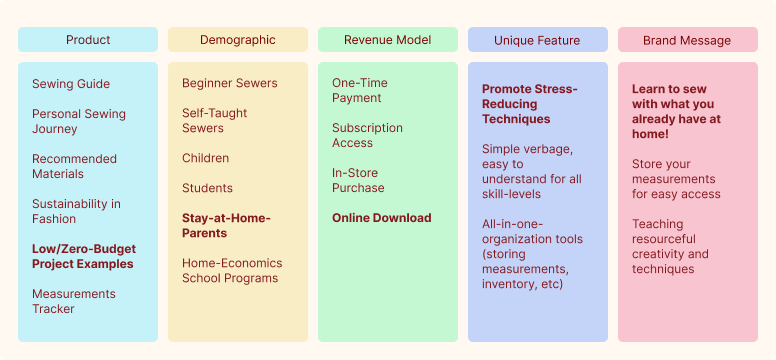 Product
Sewing Guide
Personal Sewing
Journey
Recommended
Materials
Sustainability in
Fashion
Low/Zero-Budget
Project Examples
Measurements
Tracker
Demographic
Beginner Sewers
Self-Taught
Sewers
Children
Students
Stay-at-Home-
Parents
Home-Economics
School Programs
Revenue Model
One-Time
Payment
Subscription
Access
In-Store
Purchase
Online Download
Unique Feature
Promote Stress-
Reducing
Techniques
Simple verbage,
easy to
understand for all
skill-levels
All-in-one-
organization tools
(storing
measurements,
inventory, etc)
Brand Message
Learn to sew
with what you
already have at
home!
Store your
measurements
for easy access
Teaching
resourceful
creativity and
techniques